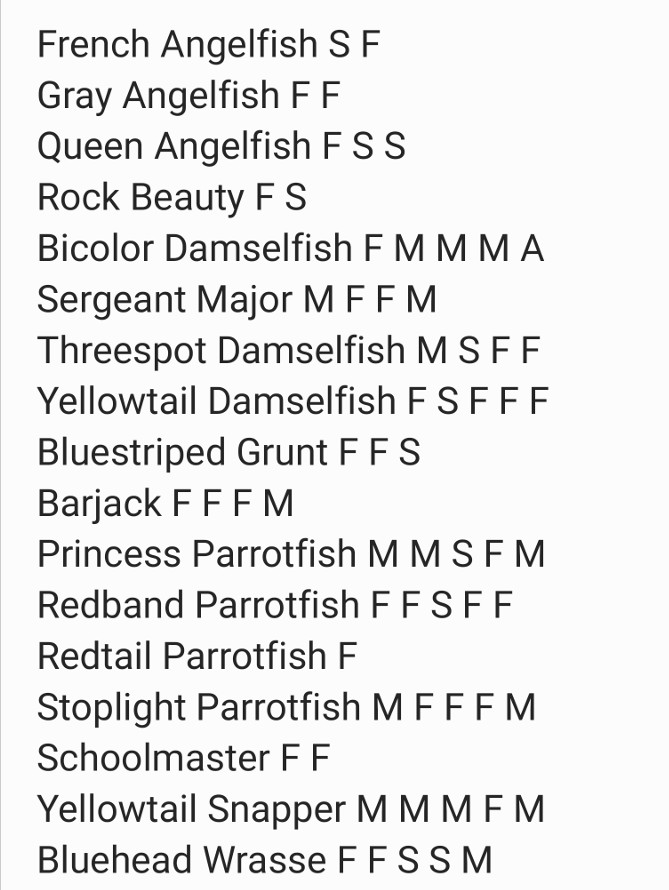 French Angelfish S F
Gray Angelfish F F
Queen Angelfish F S S
Rock Beauty F S
Bicolor Damselfish F M M M A
Sergeant Major M F F M
Threespot Damselfish M S F F
Yellowtail Damselfish F S F F F
Bluestriped Grunt F F S
Barjack F F F M
Princess Parrotfish M M S F M
Redband Parrotfish F F S F F
Redtail Parrotfish F
Stoplight Parrotfish M F F F M
Schoolmaster F F
Yellowtail Snapper M M M F M
Bluehead Wrasse F F S S M